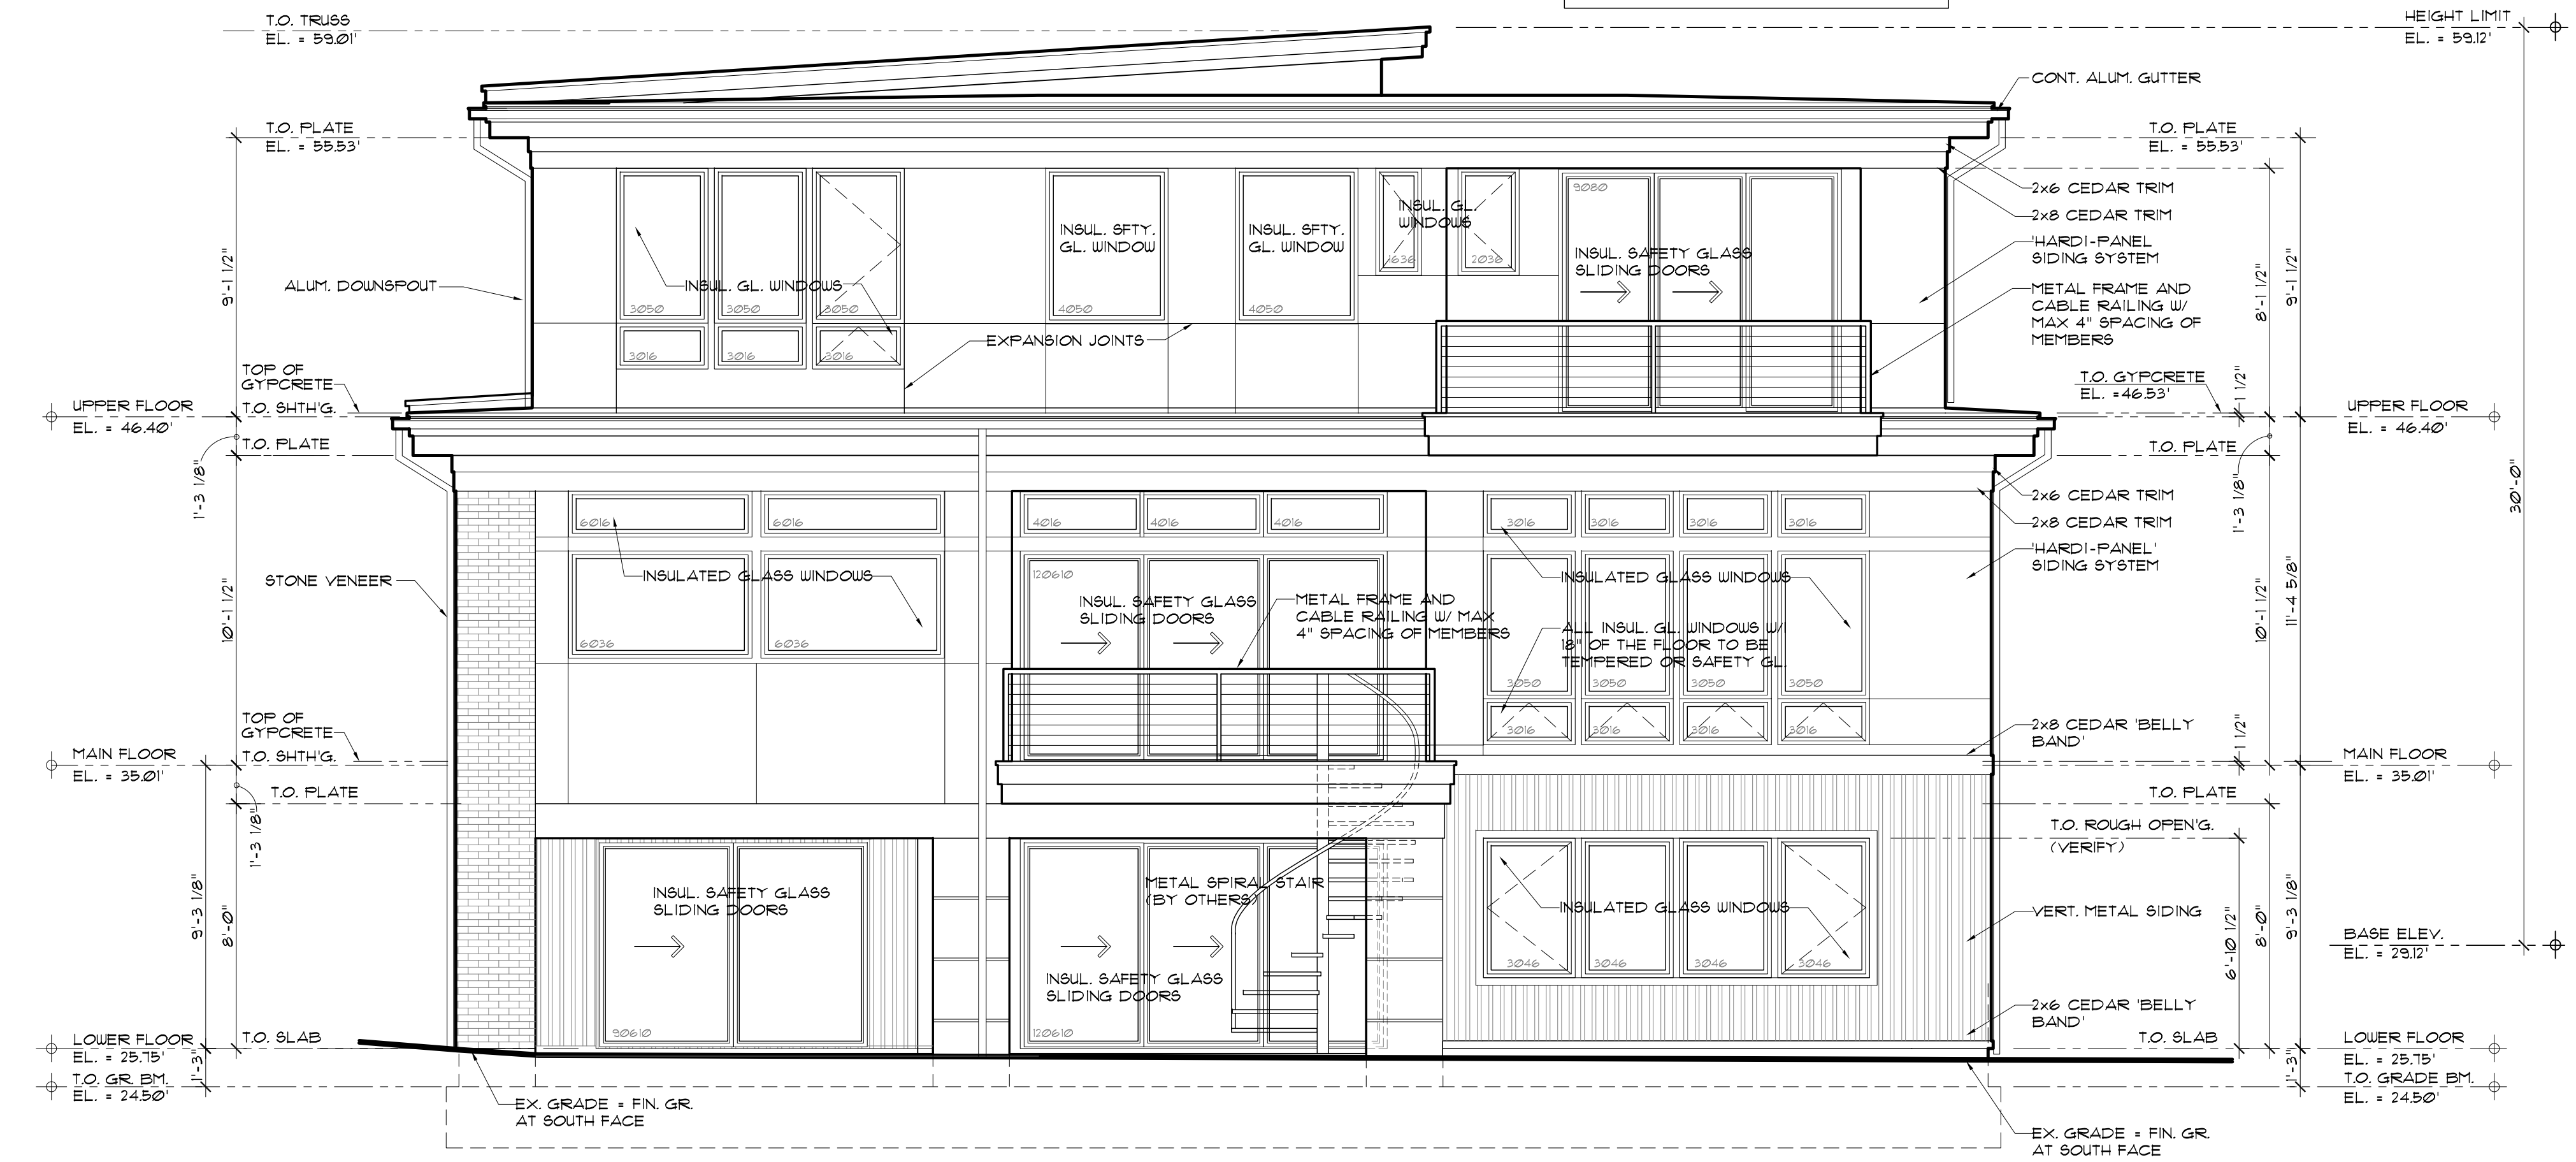 T.O. TRUSS
EL. = 59.01'
HEIGHT LIMIT
EL. = 59.12'
CONT. ALUM. GUTTER
T.O. PLATE
EL. = 55.53'
T.O. PLATE
EL. = 55.53'
2x6 CEDAR TRIM
2x8 CEDAR TRIM
'HARDI-PANEL
SIDING SYSTEM
METAL FRAME AND
CABLE RAILING W/
MAX 4" SPACING OF
MEMBERS
9'-1 1/2"
ALUM. DOWNSPOUT
INSUL. GL. WINDOWS
3050
3050
3050
3016
3016
3016
INSUL. SFTY.
GL. WINDOW
4050
INSUL. SFTY.
GL. WINDOW
4050
INSUL. GL.
WINDOWS
1636
2036
9080
INSUL. SAFETY GLASS
SLIDING DOORS
EXPANSION JOINTS
8'-1 1/2"
9'-1 1/2"
TOP OF
GYPCRETE
T.O. SHTH'G.
UPPER FLOOR
EL. = 46.40'
T.O. PLATE
1'-3 1/8"
T.O. GYPCRETE
EL. =46.53'
1 1/2"
UPPER FLOOR
EL. = 46.40'
T.O. PLATE
1'-3 1/8"
30'-0"
2x6 CEDAR TRIM
2x8 CEDAR TRIM
'HARDI-PANEL'
SIDING SYSTEM
6016
6016
4016
4016
4016
3016
3016
3016
3016
STONE VENEER
10'-1 1/2"
INSULATED GLASS WINDOWS
6036
6036
120610
INSUL. SAFETY GLASS
SLIDING DOORS
METAL FRAME AND
CABLE RAILING W/ MAX
4" SPACING OF MEMBERS
INSULATED GLASS WINDOWS
ALL INSUL. GL. WINDOWS W/I
18" OF THE FLOOR TO BE
TEMPERED OR SAFETY GL.
3050
3050
3050
3050
3016
3016
3016
3016
10'-1 1/2"
11'-4 5/8"
TOP OF
GYPCRETE
T.O. SHTH'G.
MAIN FLOOR
EL. = 35.01'
T.O. PLATE
1'-3 1/8"
2x8 CEDAR 'BELLY
BAND'
1 1/2"
MAIN FLOOR
EL. = 35.01'
T.O. PLATE
T.O. ROUGH OPEN'G.
(VERIFY)
9'-3 1/8"
8'-0"
INSUL. SAFETY GLASS
SLIDING DOORS
90610
METAL SPIRAL STAIR
(BY OTHERS)
INSUL. SAFETY GLASS
SLIDING DOORS
120610
INSULATED GLASS WINDOWS
3046
3046
3046
3046
VERT. METAL SIDING
6'-10 1/2"
8'-0"
9'-3 1/8"
BASE ELEV.
EL. = 29.12'
2x6 CEDAR 'BELLY
BAND'
LOWER FLOOR
EL. = 25.75'
T.O. SLAB
T.O. GR. BM.
EL. = 24.50'
1'-3"
T.O. SLAB
LOWER FLOOR
EL. = 25.75'
T.O. GRADE BM.
EL. = 24.50'
1'-3"
EX. GRADE = FIN. GR.
AT SOUTH FACE
EX. GRADE = FIN. GR.
AT SOUTH FACE